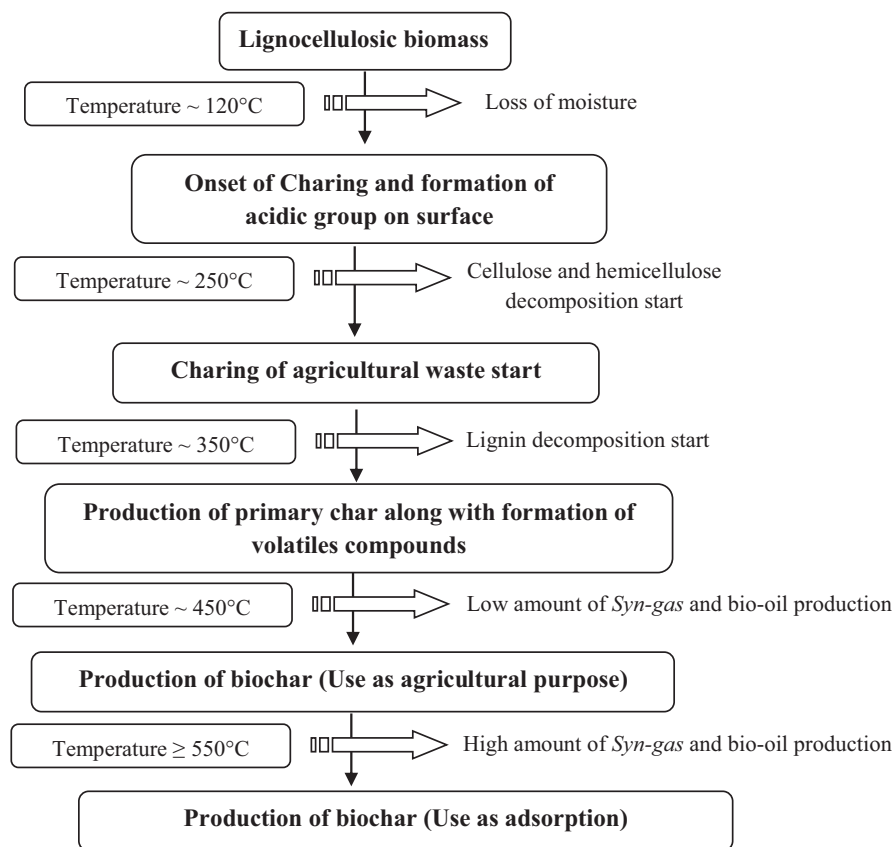 Lignocellulosic biomass
Temperature ~ 120°C
Loss of moisture
Onset of Charing and formation of
acidic group on surface
Temperature ~ 250°C
Cellulose and hemicellulose
decomposition start
Charing of agricultural waste start
Temperature ~ 350°C
Lignin decomposition start
Production of primary char along with formation of
volatiles compounds
Temperature ~ 450°C
Low amount of Syn-gas and bio-oil production
Production of biochar (Use as agricultural purpose)
Temperature ≥ 550°C
High amount of Syn-gas and bio-oil production
Production of biochar (Use as adsorption)